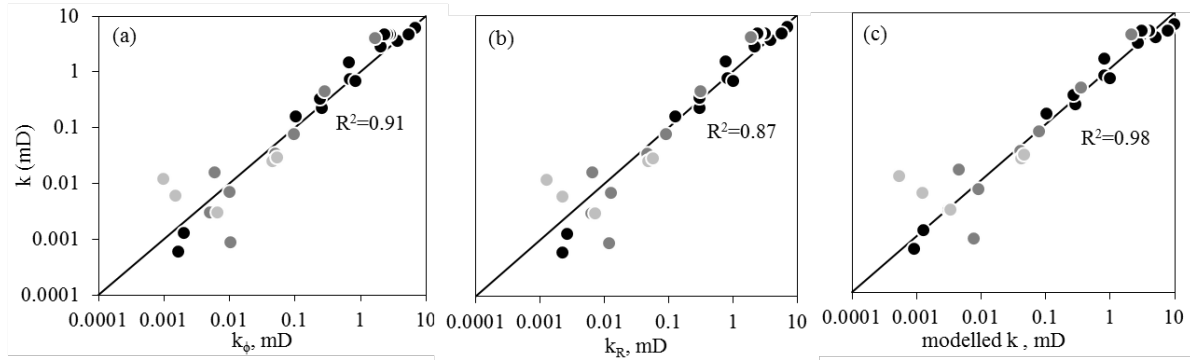 (a)
R²=0.91
k (mD)
10
1
0.1
0.01
0.001
0.0001
0.0001 0.001 0.01 0.1 1 10
kϕ, mD
(b)
R²=0.87
0.0001 0.001 0.01 0.1 1 10
kR, mD
(c)
R²=0.98
0.0001 0.001 0.01 0.1 1 10
modelled k , mD